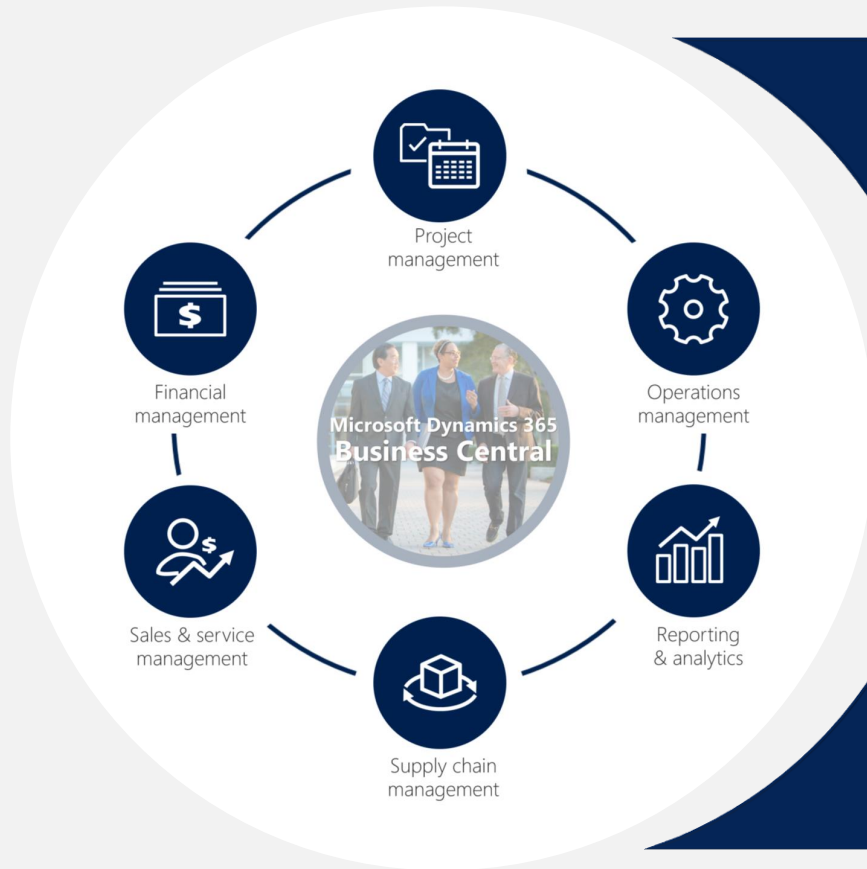 Project
management
Financial
management
Operations
management
Microsoft Dynamics 365
Business Central
Sales & service
management
Reporting
& analytics
Supply chain
management